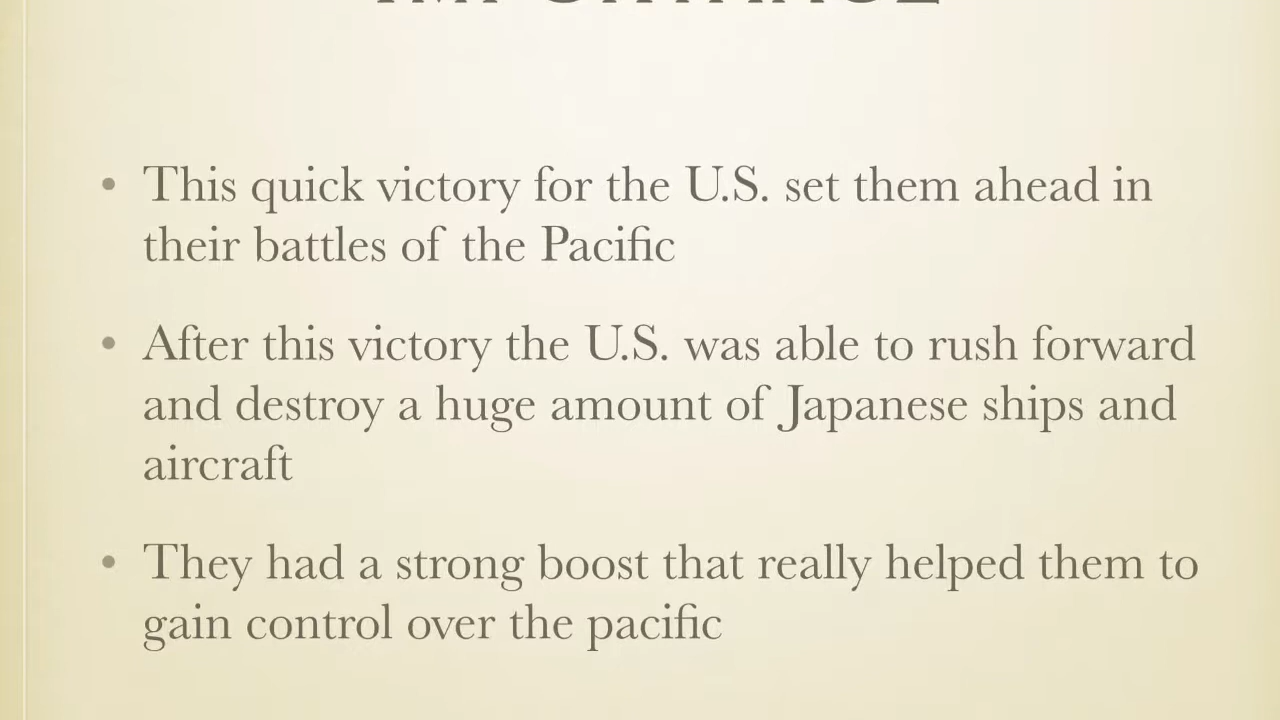 IMPORTANCE
• This quick victory for the U.S. set them ahead in
their battles of the Pacific
• After this victory the U.S. was able to rush forward
and destroy a huge amount of Japanese ships and
aircraft
• They had a strong boost that really helped them to
gain control over the pacific